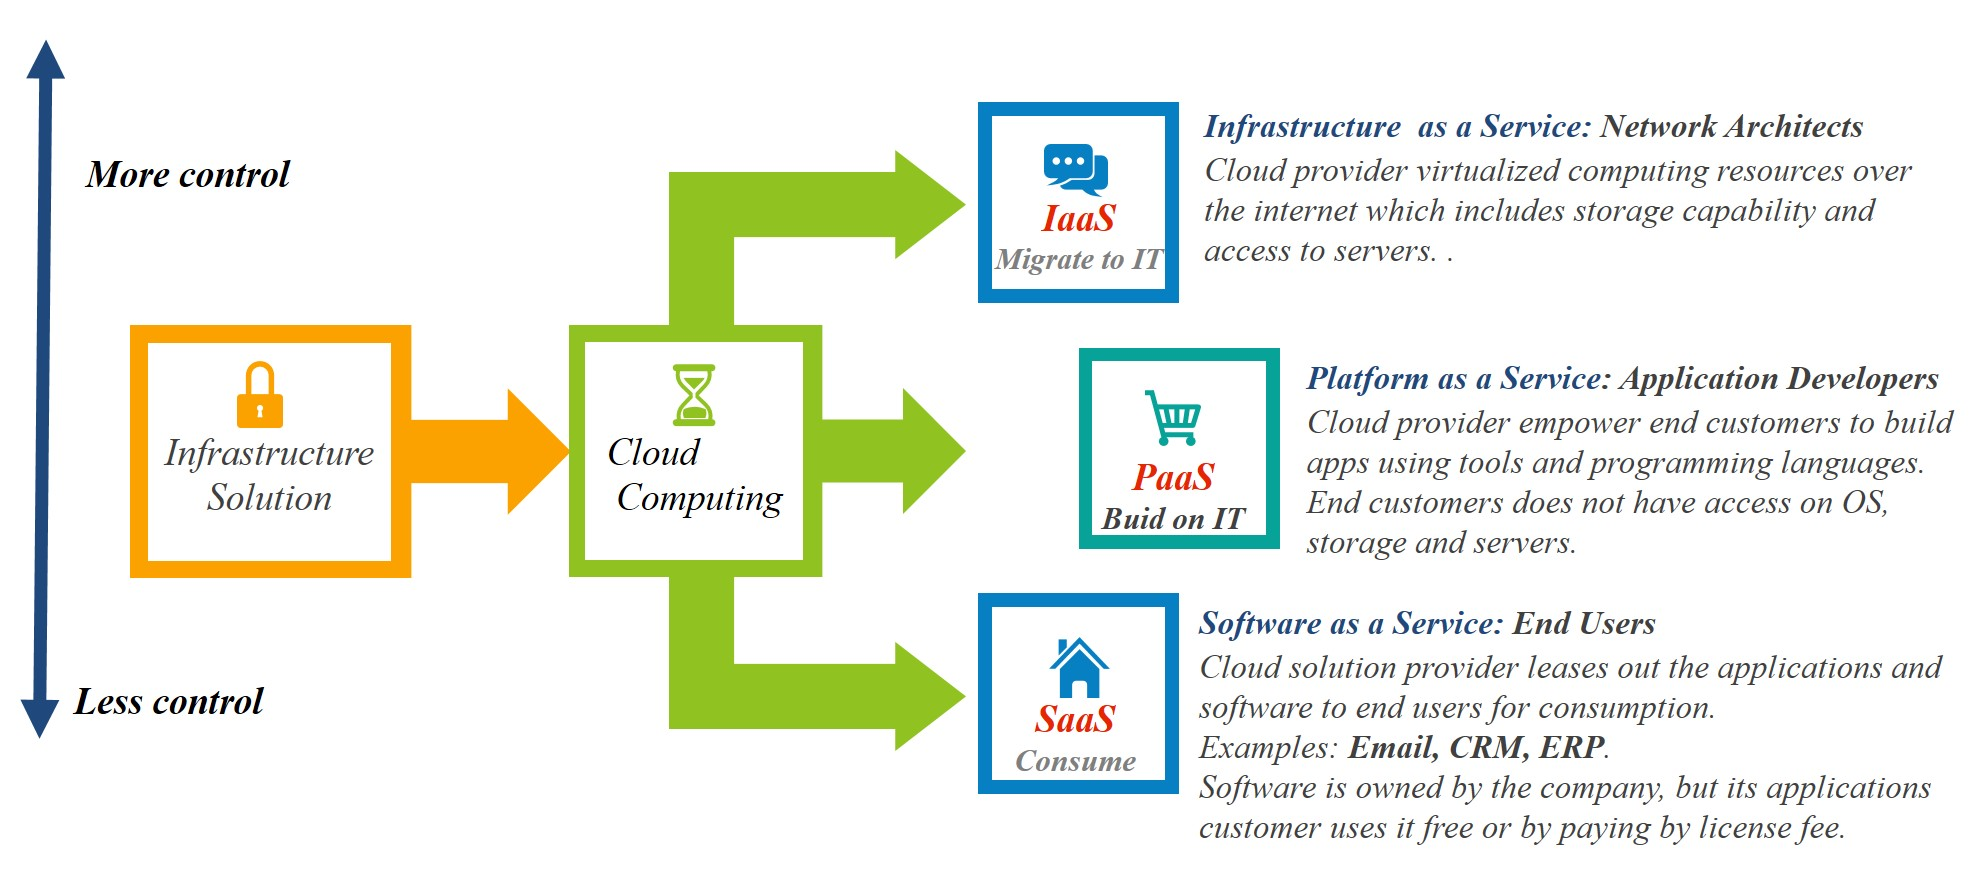 More control
Less control
Infrastructure
Solution
Cloud
Computing
IaaS
Migrate to IT
Infrastructure as a Service: Network Architects
Cloud provider virtualized computing resources over
the internet which includes storage capability and
access to servers. .
PaaS
Buid on IT
Platform as a Service: Application Developers
Cloud provider empower end customers to build
apps using tools and programming languages.
End customers does not have access on OS,
storage and servers.
SaaS
Consume
Software as a Service: End Users
Cloud solution provider leases out the applications and
software to end users for consumption.
Examples: Email, CRM, ERP.
Software is owned by the company, but its applications
customer uses it free or by paying by license fee.